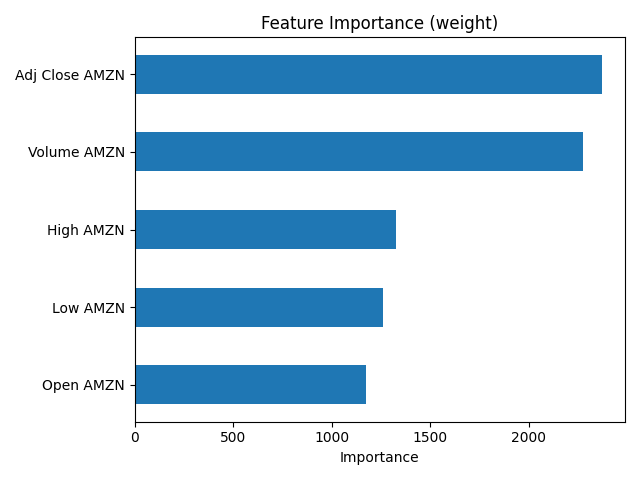 Feature Importance (weight)
Adj Close AMZN
Volume AMZN
High AMZN
Low AMZN
Open AMZN
0 500 1000 1500 2000
Importance